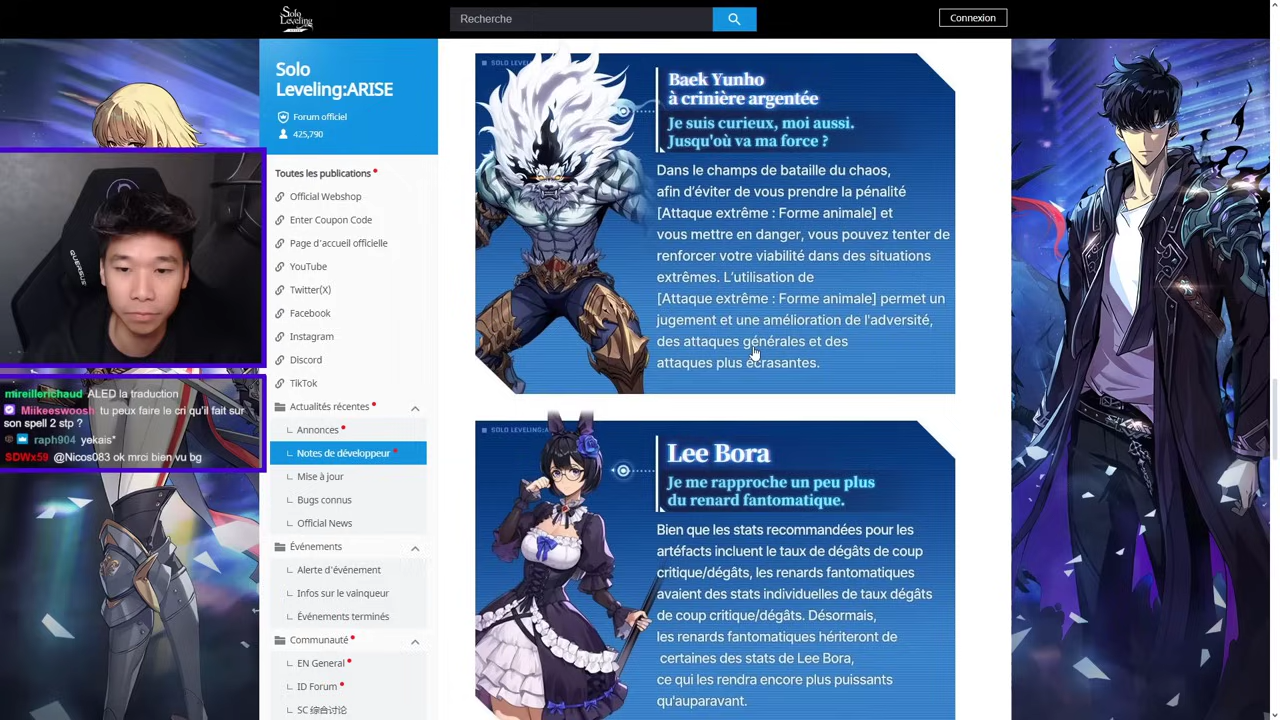 Solo
Leveling
ARISE
Recherche
Connexion
Solo
Leveling:ARISE
Forum officiel
425,790
Toutes les publications
Official Webshop
Enter Coupon Code
Page d'accueil officielle
YouTube
Twitter(X)
Facebook
Instagram
Discord
TikTok
Actualités récentes
Annonces
Notes de développeur
Mise à jour
Bugs connus
Official News
Événements
Alerte d'événement
Infos sur le vainqueur
Événements terminés
Communauté
EN General
ID Forum
SC 综合讨论
QUERSUS
mireillerichaud ALED la traduction
Miikeeswoosh tu peux faire le cri qu'il fait sur
son spell 2 stp ?
raph904 yekais*
SDWx59 @Nicos083 ok mrci bien vu bg
SOLO LEVELING
Baek Yunho
à crinière argentée
Je suis curieux, moi aussi.
Jusqu'où va ma force ?
Dans le champs de bataille du chaos,
afin d'éviter de vous prendre la pénalité
[Attaque extrême : Forme animale] et
vous mettre en danger, vous pouvez tenter de
renforcer votre viabilité dans des situations
extrêmes. L'utilisation de
[Attaque extrême : Forme animale] permet un
jugement et une amélioration de l'adversité,
des attaques générales et des
attaques plus écrasantes.
SOLO LEVELING:A
Lee Bora
Je me rapproche un peu plus
du renard fantomatique.
Bien que les stats recommandées pour les
artéfacts incluent le taux de dégâts de coup
critique/dégâts, les renards fantomatiques
avaient des stats individuelles de taux dégâts
de coup critique/dégâts. Désormais,
les renards fantomatiques hériteront de
certaines des stats de Lee Bora,
ce qui les rendra encore plus puissants
qu'auparavant.